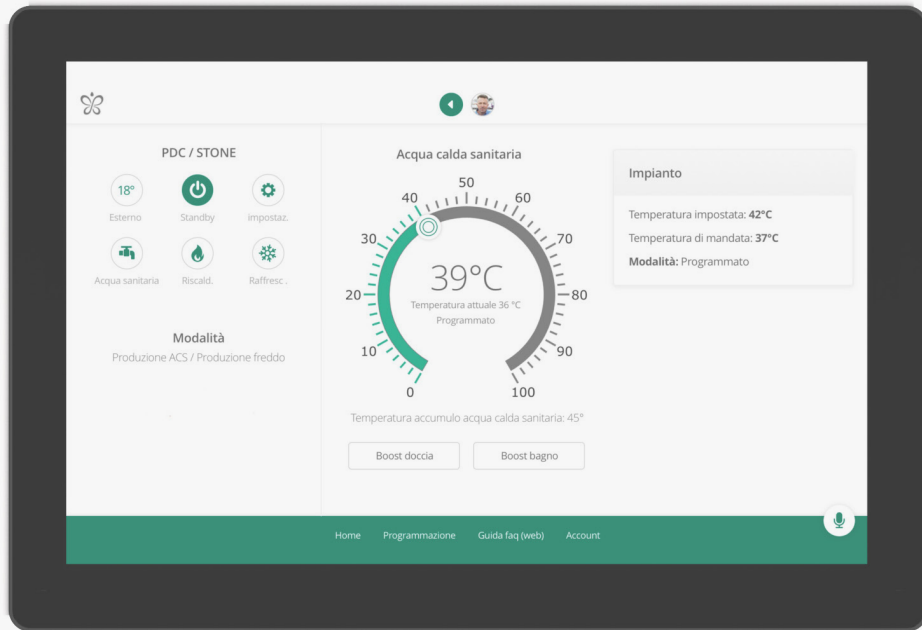 PDC / STONE
18°
Esterno
Standby
impostaz.
Acqua sanitaria
Riscald.
Raffresc .
Modalità
Produzione ACS / Produzione freddo
Acqua calda sanitaria
0
10
20
30
40
50
60
70
80
90
100
39°C
Temperatura attuale 36 °C
Programmato
Temperatura accumulo acqua calda sanitaria: 45°
Boost doccia
Boost bagno
Impianto
Temperatura impostata: 42°C
Temperatura di mandata: 37°C
Modalità: Programmato
Home Programmazione Guida faq (web) Account